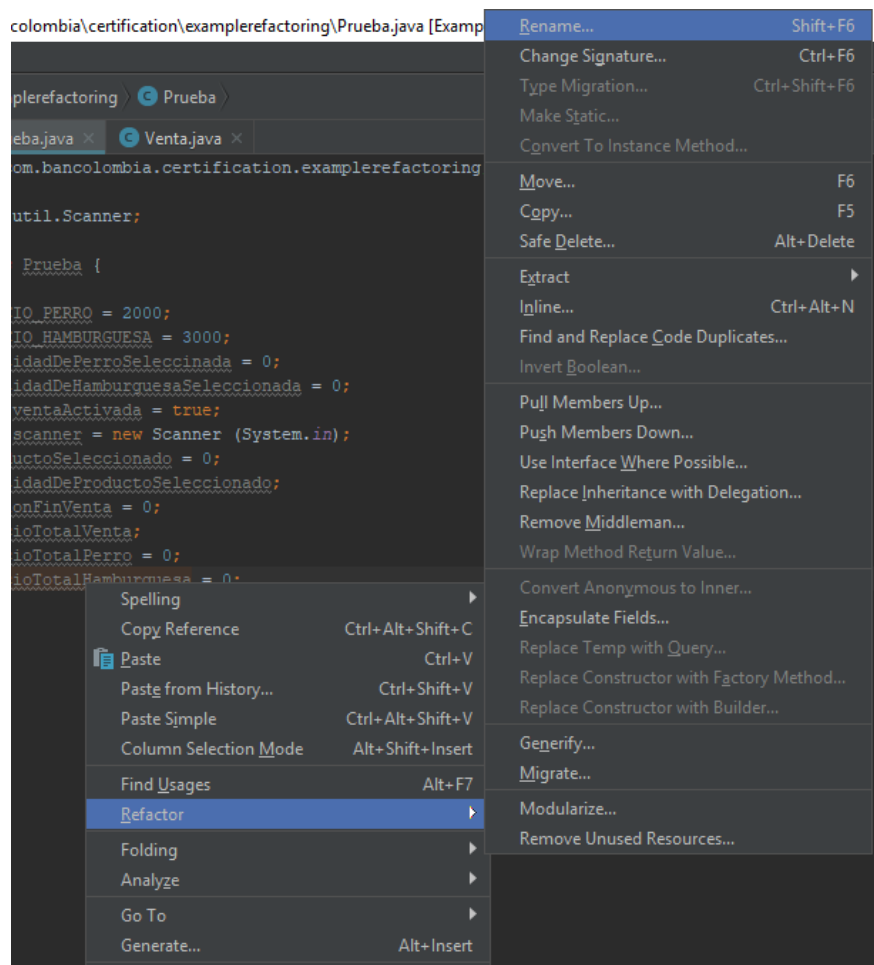 colombia\certification\examplerefactoring\Prueba.java [Examp
plerefactoring Prueba
eba.java Venta.java
om.bancolombia.certification.examplerefactoring
util.Scanner;
Prueba {
IO_PERRO = 2000;
IO_HAMBURGUESA = 3000;
idadDePerroSeleccinada = 0;
idadDeHamburguesaSeleccionada = 0;
ventaActivada = true;
scanner = new Scanner (System.in);
uctoSeleccionado = 0;
idadDeProductoSeleccionado;
onFinVenta = 0;
ioTotalVenta;
ioTotalPerro = 0;
ioTotalHamburguesa = 0;
Spelling
Copy Reference Ctrl+Alt+Shift+C
Paste Ctrl+V
Paste from History... Ctrl+Shift+V
Paste Simple Ctrl+Alt+Shift+V
Column Selection Mode Alt+Shift+Insert
Find Usages Alt+F7
Refactor
Folding
Analyze
Go To
Generate... Alt+Insert
Rename... Shift+F6
Change Signature... Ctrl+F6
Type Migration... Ctrl+Shift+F6
Make Static...
Convert To Instance Method...
Move... F6
Copy... F5
Safe Delete... Alt+Delete
Extract
Inline... Ctrl+Alt+N
Find and Replace Code Duplicates...
Invert Boolean...
Pull Members Up...
Push Members Down...
Use Interface Where Possible...
Replace Inheritance with Delegation...
Remove Middleman...
Wrap Method Return Value...
Convert Anonymous to Inner...
Encapsulate Fields...
Replace Temp with Query...
Replace Constructor with Factory Method...
Replace Constructor with Builder...
Generify...
Migrate...
Modularize...
Remove Unused Resources...